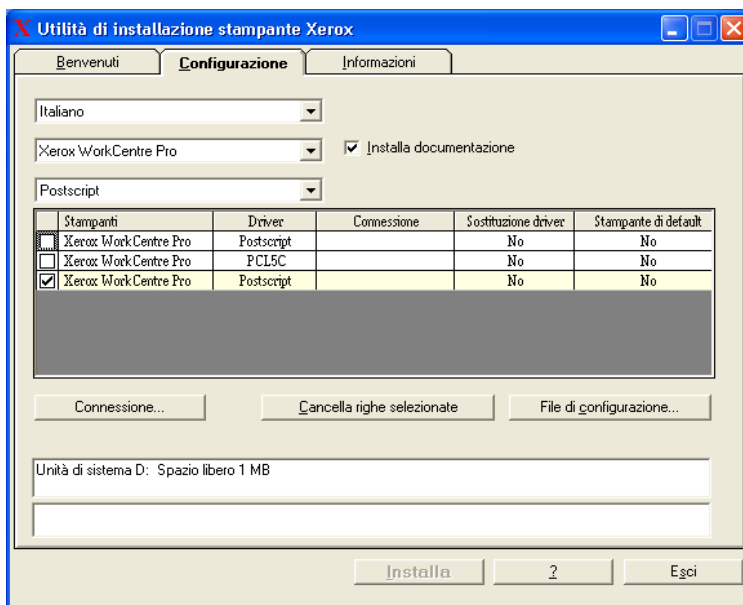 X Utilità di installazione stampante Xerox
Benvenuti Configurazione Informazioni
Italiano
Xerox WorkCentre Pro Installa documentazione
Postscript
Stampanti Driver Connessione Sostituzione driver Stampante di default
Xerox WorkCentre Pro Postscript No No
Xerox WorkCentre Pro PCL5C No No
Xerox WorkCentre Pro Postscript No No
Connessione... Cancella righe selezionate File di configurazione...
Unità di sistema D: Spazio libero 1 MB
Installa ? Esci